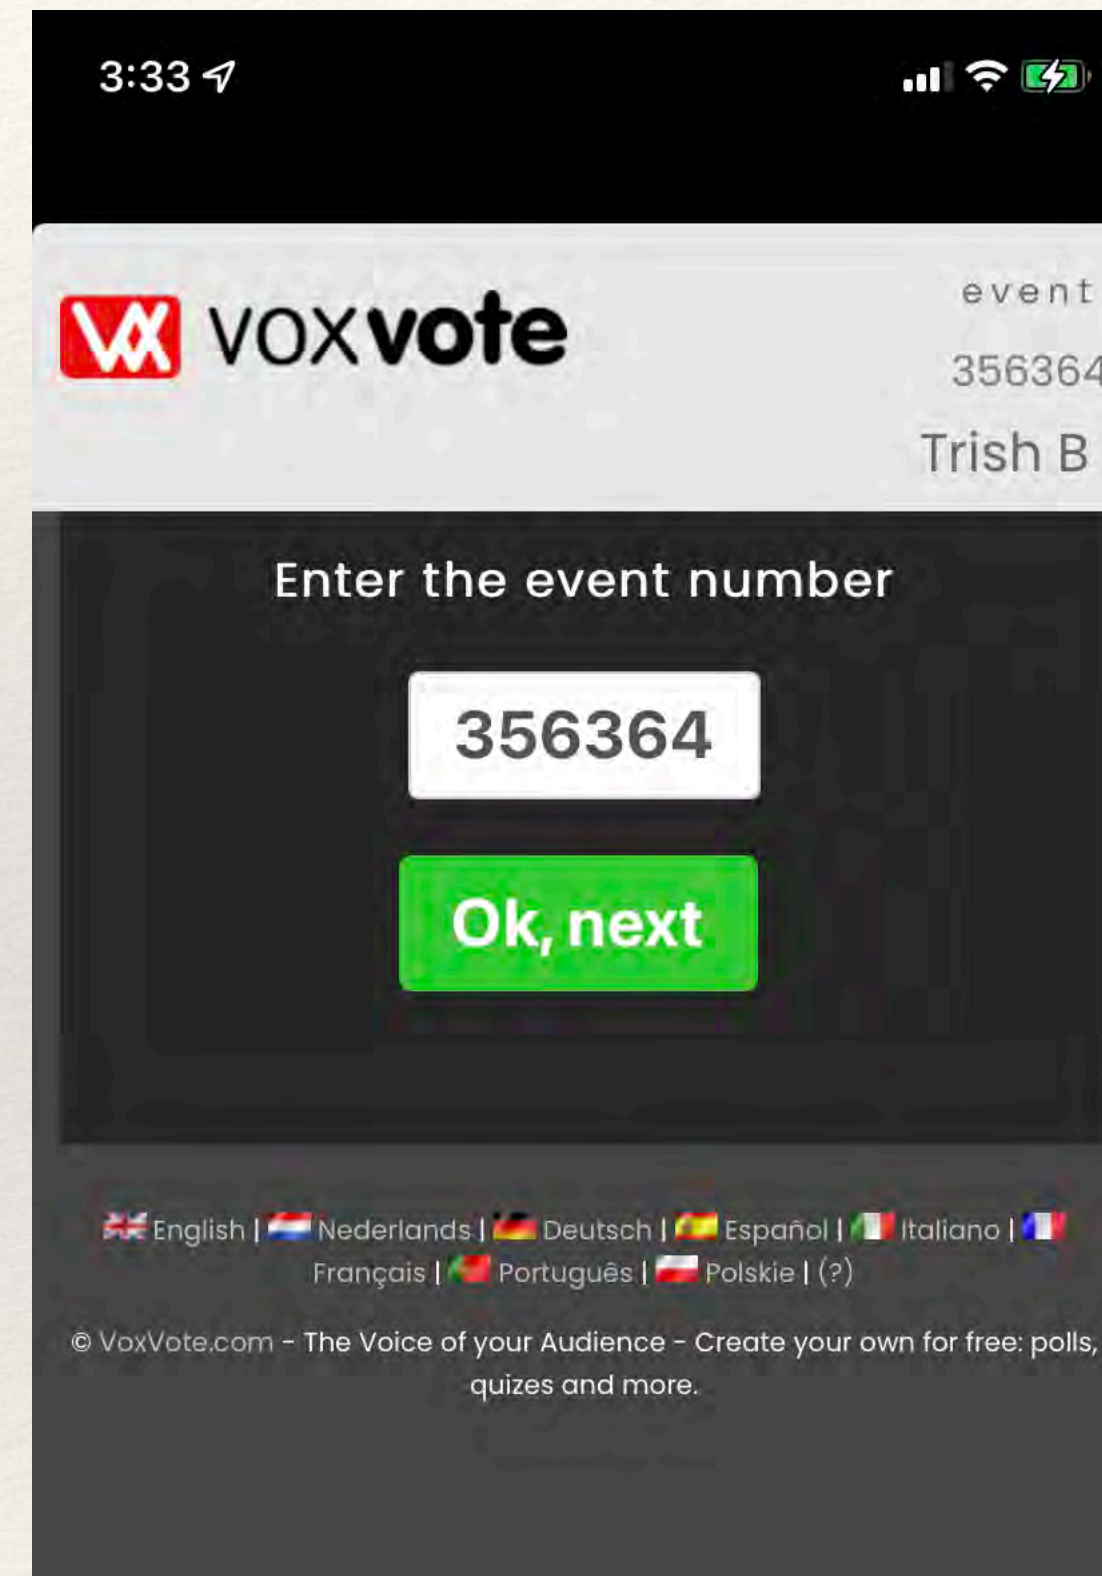 3:33
voxvote
event
356364
Trish B
Enter the event number
356364
Ok, next
English | Nederlands | Deutsch | Español | Italiano |
Français | Português | Polskie | (?)
© VoxVote.com - The Voice of your Audience - Create your own for free: polls,
quizes and more.